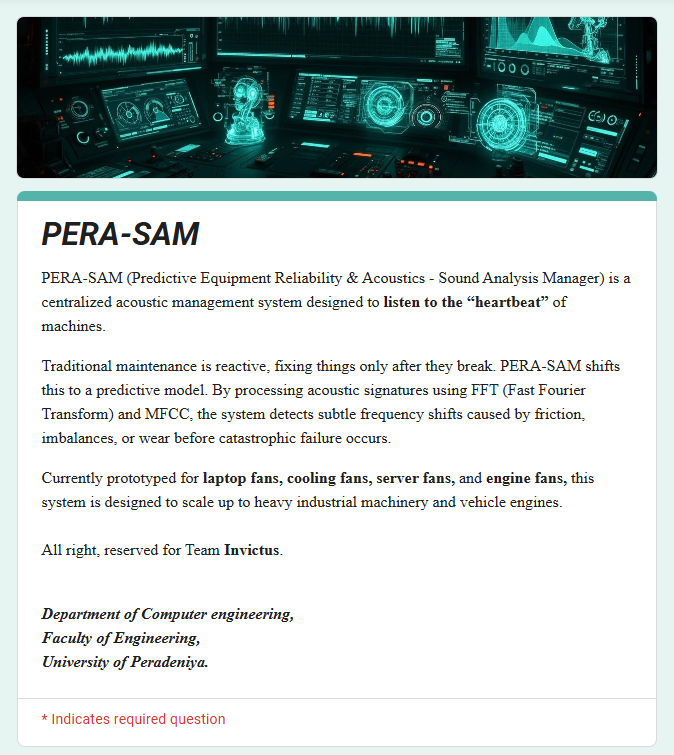 PERA-SAM
PERA-SAM (Predictive Equipment Reliability & Acoustics - Sound Analysis Manager) is a
centralized acoustic management system designed to listen to the “heartbeat” of
machines.
Traditional maintenance is reactive, fixing things only after they break. PERA-SAM shifts
this to a predictive model. By processing acoustic signatures using FFT (Fast Fourier
Transform) and MFCC, the system detects subtle frequency shifts caused by friction,
imbalances, or wear before catastrophic failure occurs.
Currently prototyped for laptop fans, cooling fans, server fans, and engine fans, this
system is designed to scale up to heavy industrial machinery and vehicle engines.
All right, reserved for Team Invictus.
Department of Computer engineering,
Faculty of Engineering,
University of Peradeniya.
* Indicates required question